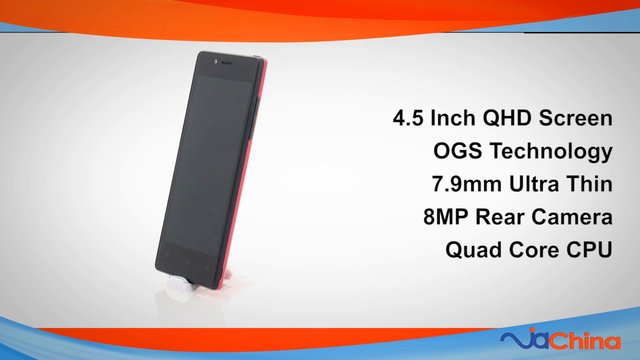 4.5 Inch QHD Screen
OGS Technology
7.9mm Ultra Thin
8MP Rear Camera
Quad Core CPU
ViaChina